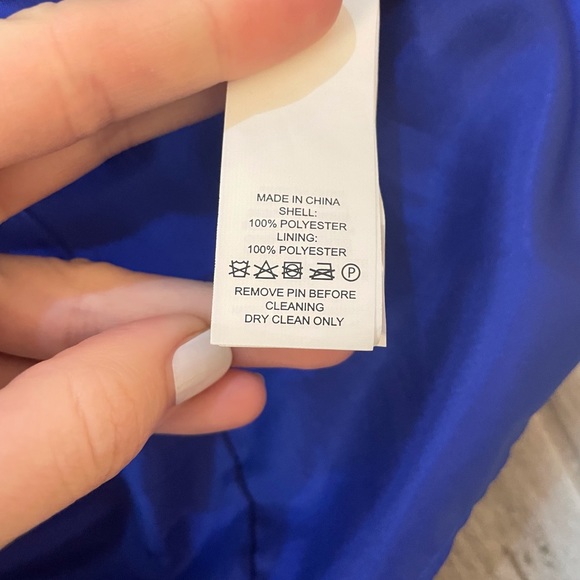 MADE IN CHINA
SHELL:
100% POLYESTER
LINING:
100% POLYESTER
P
REMOVE PIN BEFORE
CLEANING
DRY CLEAN ONLY